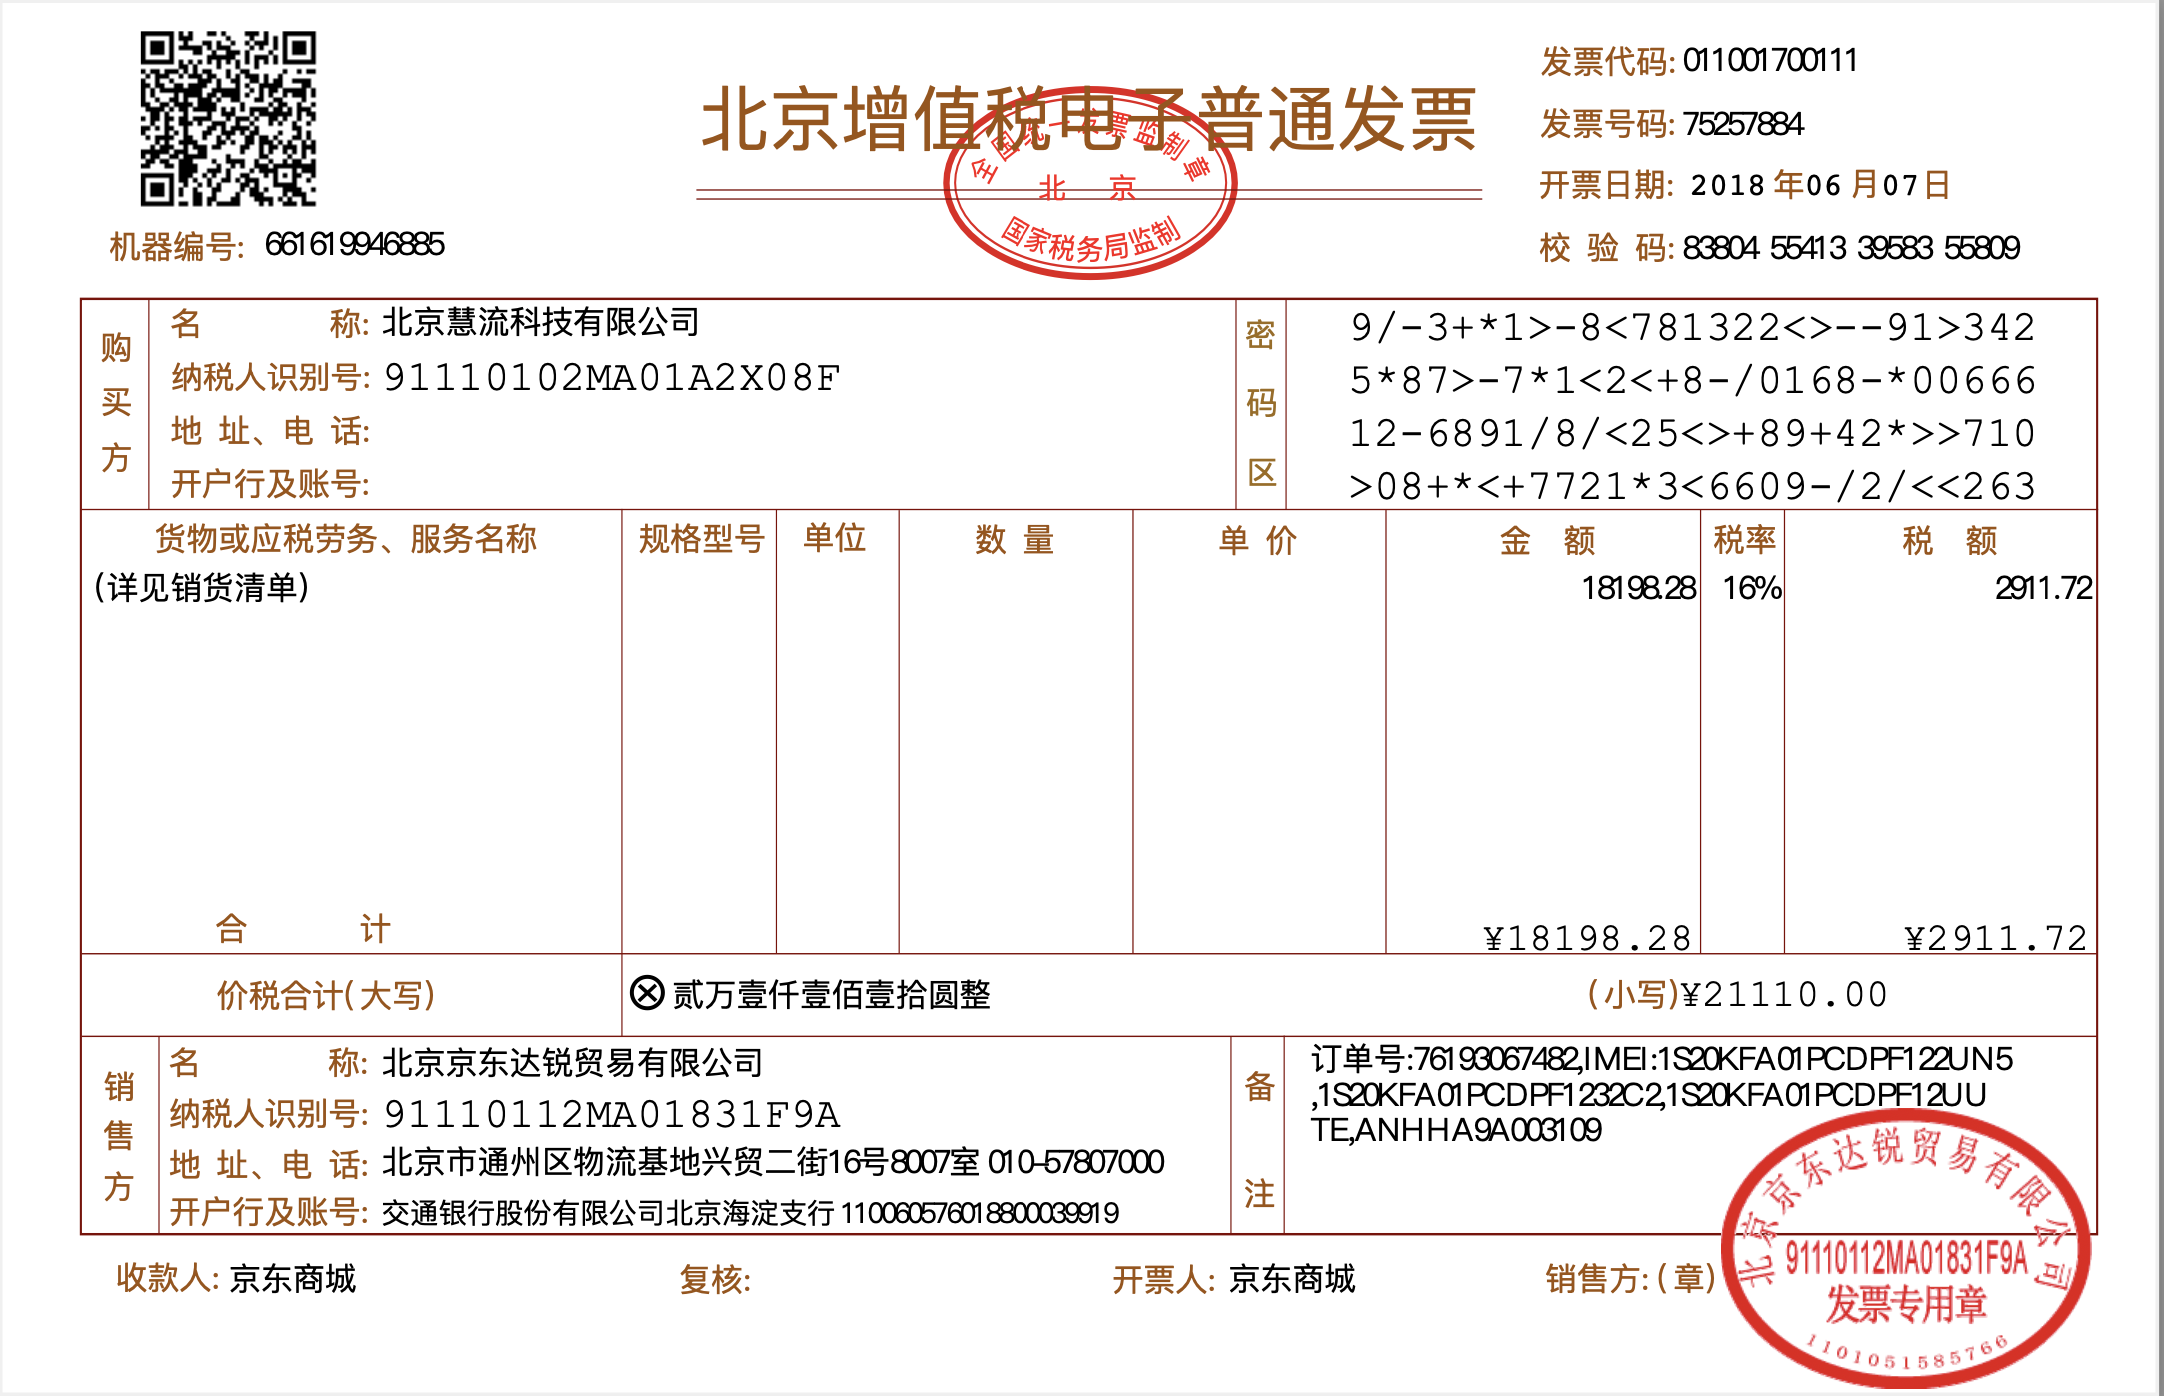 北京增值税电子普通发票
全国统一发票监制章
北 京
国家税务局监制
发票代码: 011001700111
发票号码: 75257884
开票日期: 2018 年06 月07日
校 验 码: 83804 55413 39583 55809
机器编号: 661619946885
购买方
名 称: 北京慧流科技有限公司
纳税人识别号: 91110102MA01A2X08F
地 址、电 话:
开户行及账号:
密码区
9/-3+*1>-8<781322<>--91>342
5*87>-7*1<2<+8-/0168-*00666
12-6891/8/<25<>+89+42*>>710
>08+*<+7721*3<6609-/2/<<263
货物或应税劳务、服务名称 规格型号 单位 数 量 单 价 金 额 税率 税 额
(详见销货清单) 18198.28 16% 2911.72
合 计 ¥18198.28 ¥2911.72
价税合计(大写) ⊗贰万壹仟壹佰壹拾圆整 (小写)¥21110.00
销售方
名 称: 北京京东达锐贸易有限公司
纳税人识别号: 91110112MA01831F9A
地 址、电 话: 北京市通州区物流基地兴贸二街16号8007室 010-57807000
开户行及账号: 交通银行股份有限公司北京海淀支行 110060576018800039919
备注
订单号:76193067482,IMEI:1S20KFA01PCDPF122UN5
,1S20KFA01PCDPF1232C2,1S20KFA01PCDPF12UU
TE,ANHHA9A003109
收款人: 京东商城 复核: 开票人: 京东商城 销售方:(章)
北京京东达锐贸易有限公司
91110112MA01831F9A
发票专用章
1101051585766